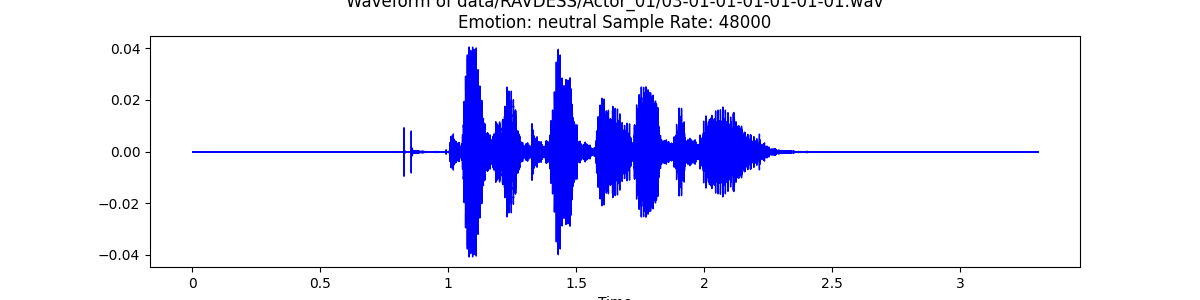 Waveform of data/RAVDESS/Actor_01/03-01-01-01-01-01-01.wav
Emotion: neutral Sample Rate: 48000
0.04
0.02
0.00
−0.02
−0.04
0 0.5 1 1.5 2 2.5 3
Time